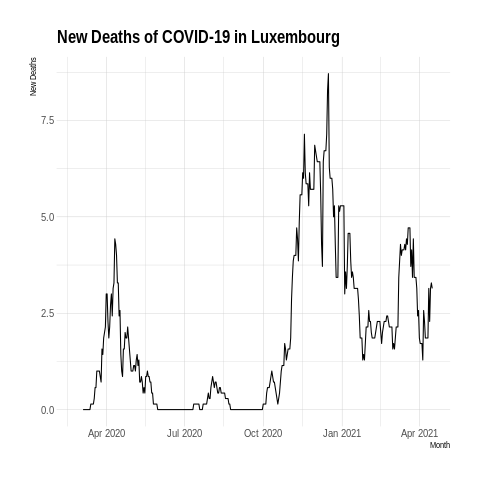 New Deaths of COVID-19 in Luxembourg
New Deaths
7.5
5.0
2.5
0.0
Apr 2020 Jul 2020 Oct 2020 Jan 2021 Apr 2021
Month